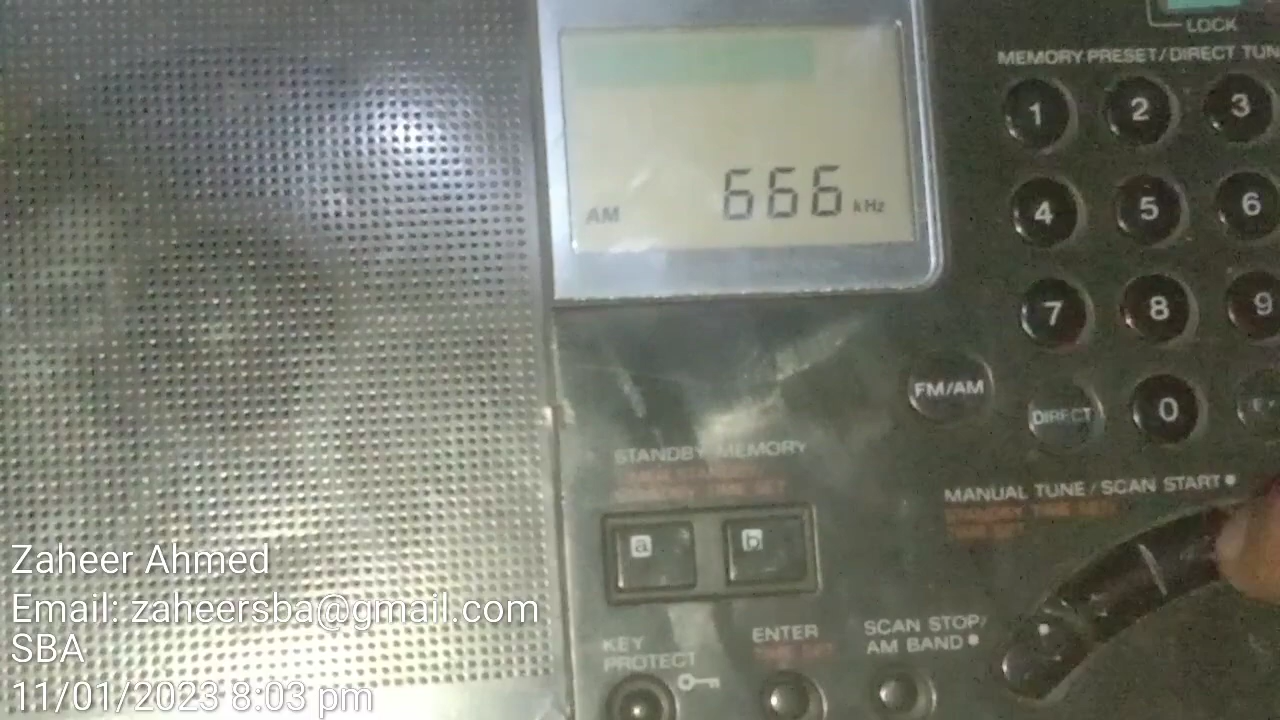 LOCK
MEMORY PRESET/DIRECT TUN
1 2 3
AM 666 kHz
4 5 6
7 8 9
FM/AM
DIRECT 0
STANDBY MEMORY
MANUAL TUNE/SCAN START
a b
ENTER
SCAN STOP/
AM BAND
KEY
PROTECT
Zaheer Ahmed
Email: zaheersba@gmail.com
SBA
11/01/2023 8:03 pm